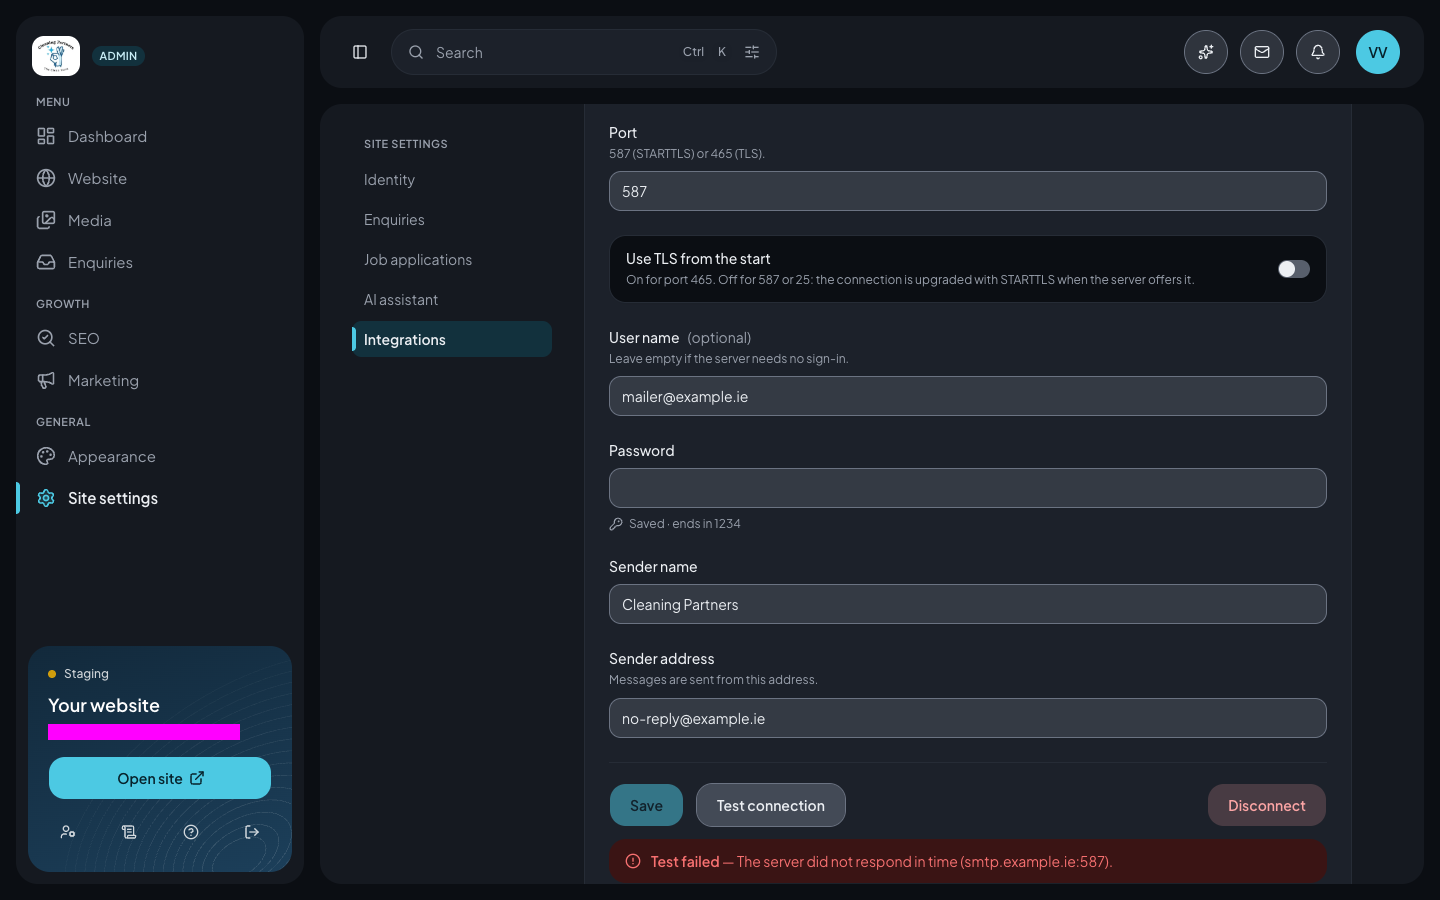 ADMIN
MENU
Dashboard
Website
Media
Enquiries
GROWTH
SEO
Marketing
GENERAL
Appearance
Site settings
Staging
Your website
Open site
Search
Ctrl K
VV
SITE SETTINGS
Identity
Enquiries
Job applications
AI assistant
Integrations
Port
587 (STARTTLS) or 465 (TLS).
587
Use TLS from the start
On for port 465. Off for 587 or 25: the connection is upgraded with STARTTLS when the server offers it.
User name (optional)
Leave empty if the server needs no sign-in.
mailer@example.ie
Password
Saved · ends in 1234
Sender name
Cleaning Partners
Sender address
Messages are sent from this address.
no-reply@example.ie
Save
Test connection
Disconnect
Test failed — The server did not respond in time (smtp.example.ie:587).